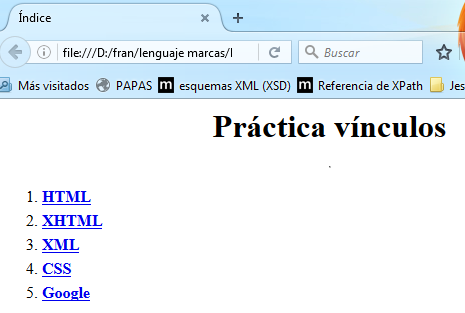 Índice
file:///D:/fran/lenguaje marcas/l
Buscar
Más visitados PAPAS m esquemas XML (XSD) m Referencia de XPath Jes
Práctica vínculos
1. HTML
2. XHTML
3. XML
4. CSS
5. Google